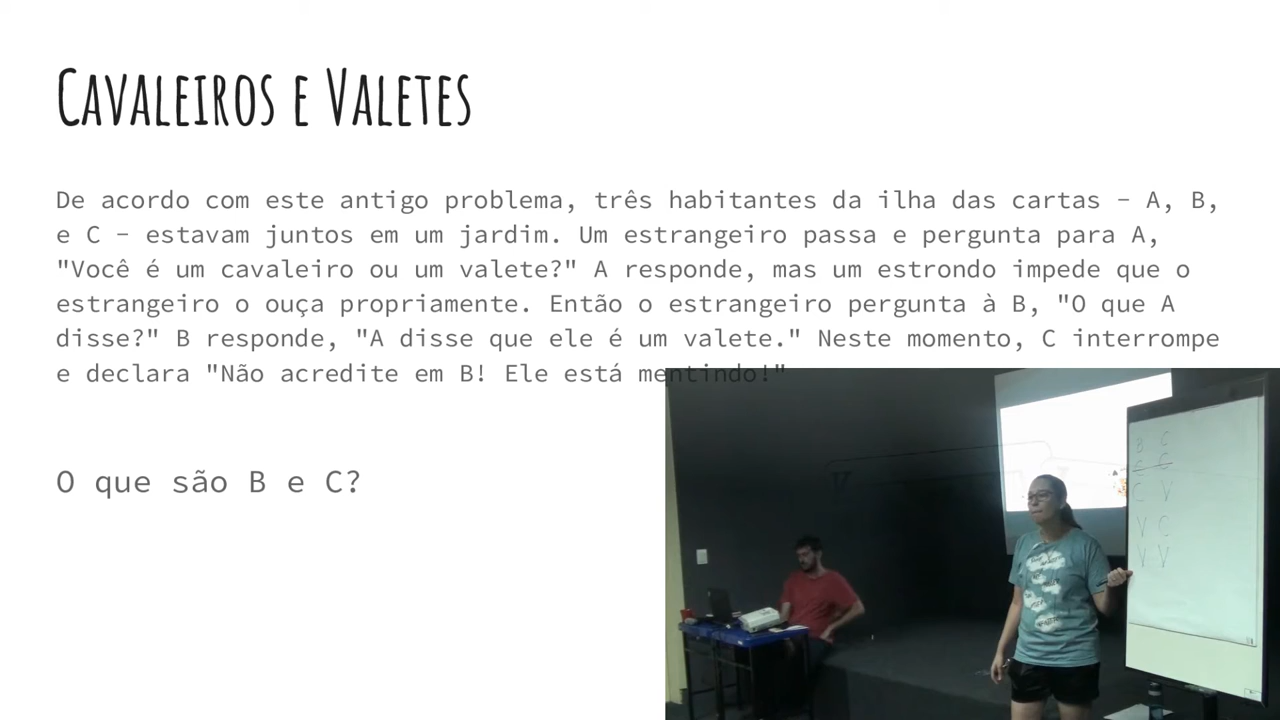 Cavaleiros e Valetes
De acordo com este antigo problema, três habitantes da ilha das cartas - A, B,
e C - estavam juntos em um jardim. Um estrangeiro passa e pergunta para A,
"Você é um cavaleiro ou um valete?" A responde, mas um estrondo impede que o
estrangeiro o ouça propriamente. Então o estrangeiro pergunta à B, "O que A
disse?" B responde, "A disse que ele é um valete." Neste momento, C interrompe
e declara "Não acredite em B! Ele está mentindo!"
O que são B e C?
B C
C C
C V
V C
V V